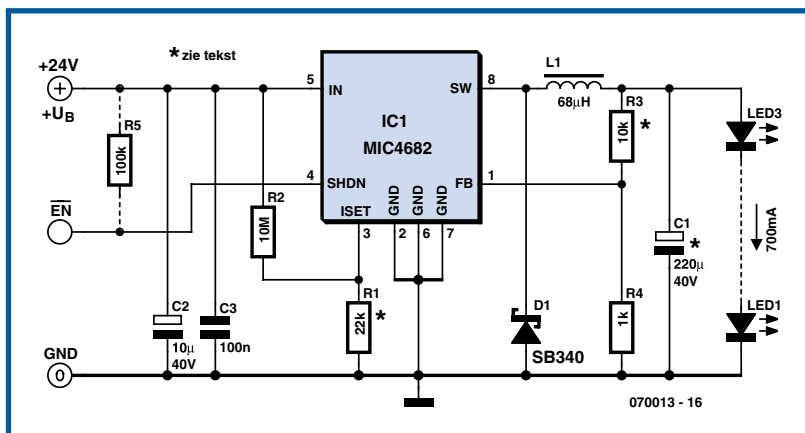 +24V
* zie tekst
+UB
R5
100k
EN
GND
0
C2
10µ
40V
C3
100n
R2
10M
R1
22k
*
5
IN
4
SHDN
ISET
3
IC1
MIC4682
GND
GND
GND
2
6
7
SW
8
FB
1
L1
68µH
R3
10k
*
R4
1k
D1
SB340
C1
*
220µ
40V
LED3
700mA
LED1
070013 - 16